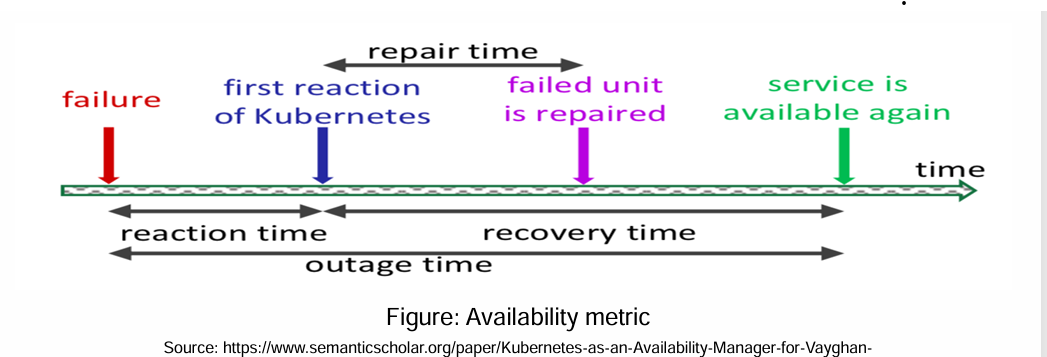 repair time
failure
first reaction
of Kubernetes
failed unit
is repaired
service is
available again
time
reaction time
recovery time
outage time
Figure: Availability metric
Source: https://www.semanticscholar.org/paper/Kubernetes-as-an-Availability-Manager-for-Vayghan-